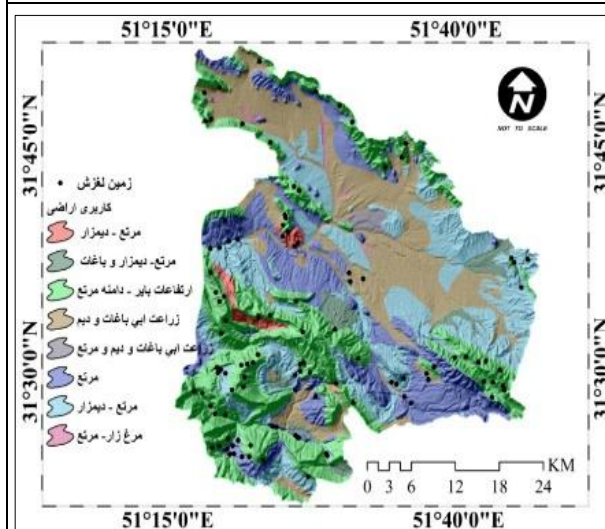 51°15'0"E 51°40'0"E
N
NOT TO SCALE
31°45'0"N 31°45'0"N
زمین لغزش
کاربری اراضی
مرتع - دیمزار
مرتع- دیمزار و باغات
ارتفاعات بایر - دامنه مرتع
زراعت ابی باغات و دیم
زراعت ابی باغات و دیم و مرتع
مرتع
مرتع - دیمزار
مرغ زار- مرتع
31°30'0"N 31°30'0"N
KM
0 3 6 12 18 24
51°15'0"E 51°40'0"E